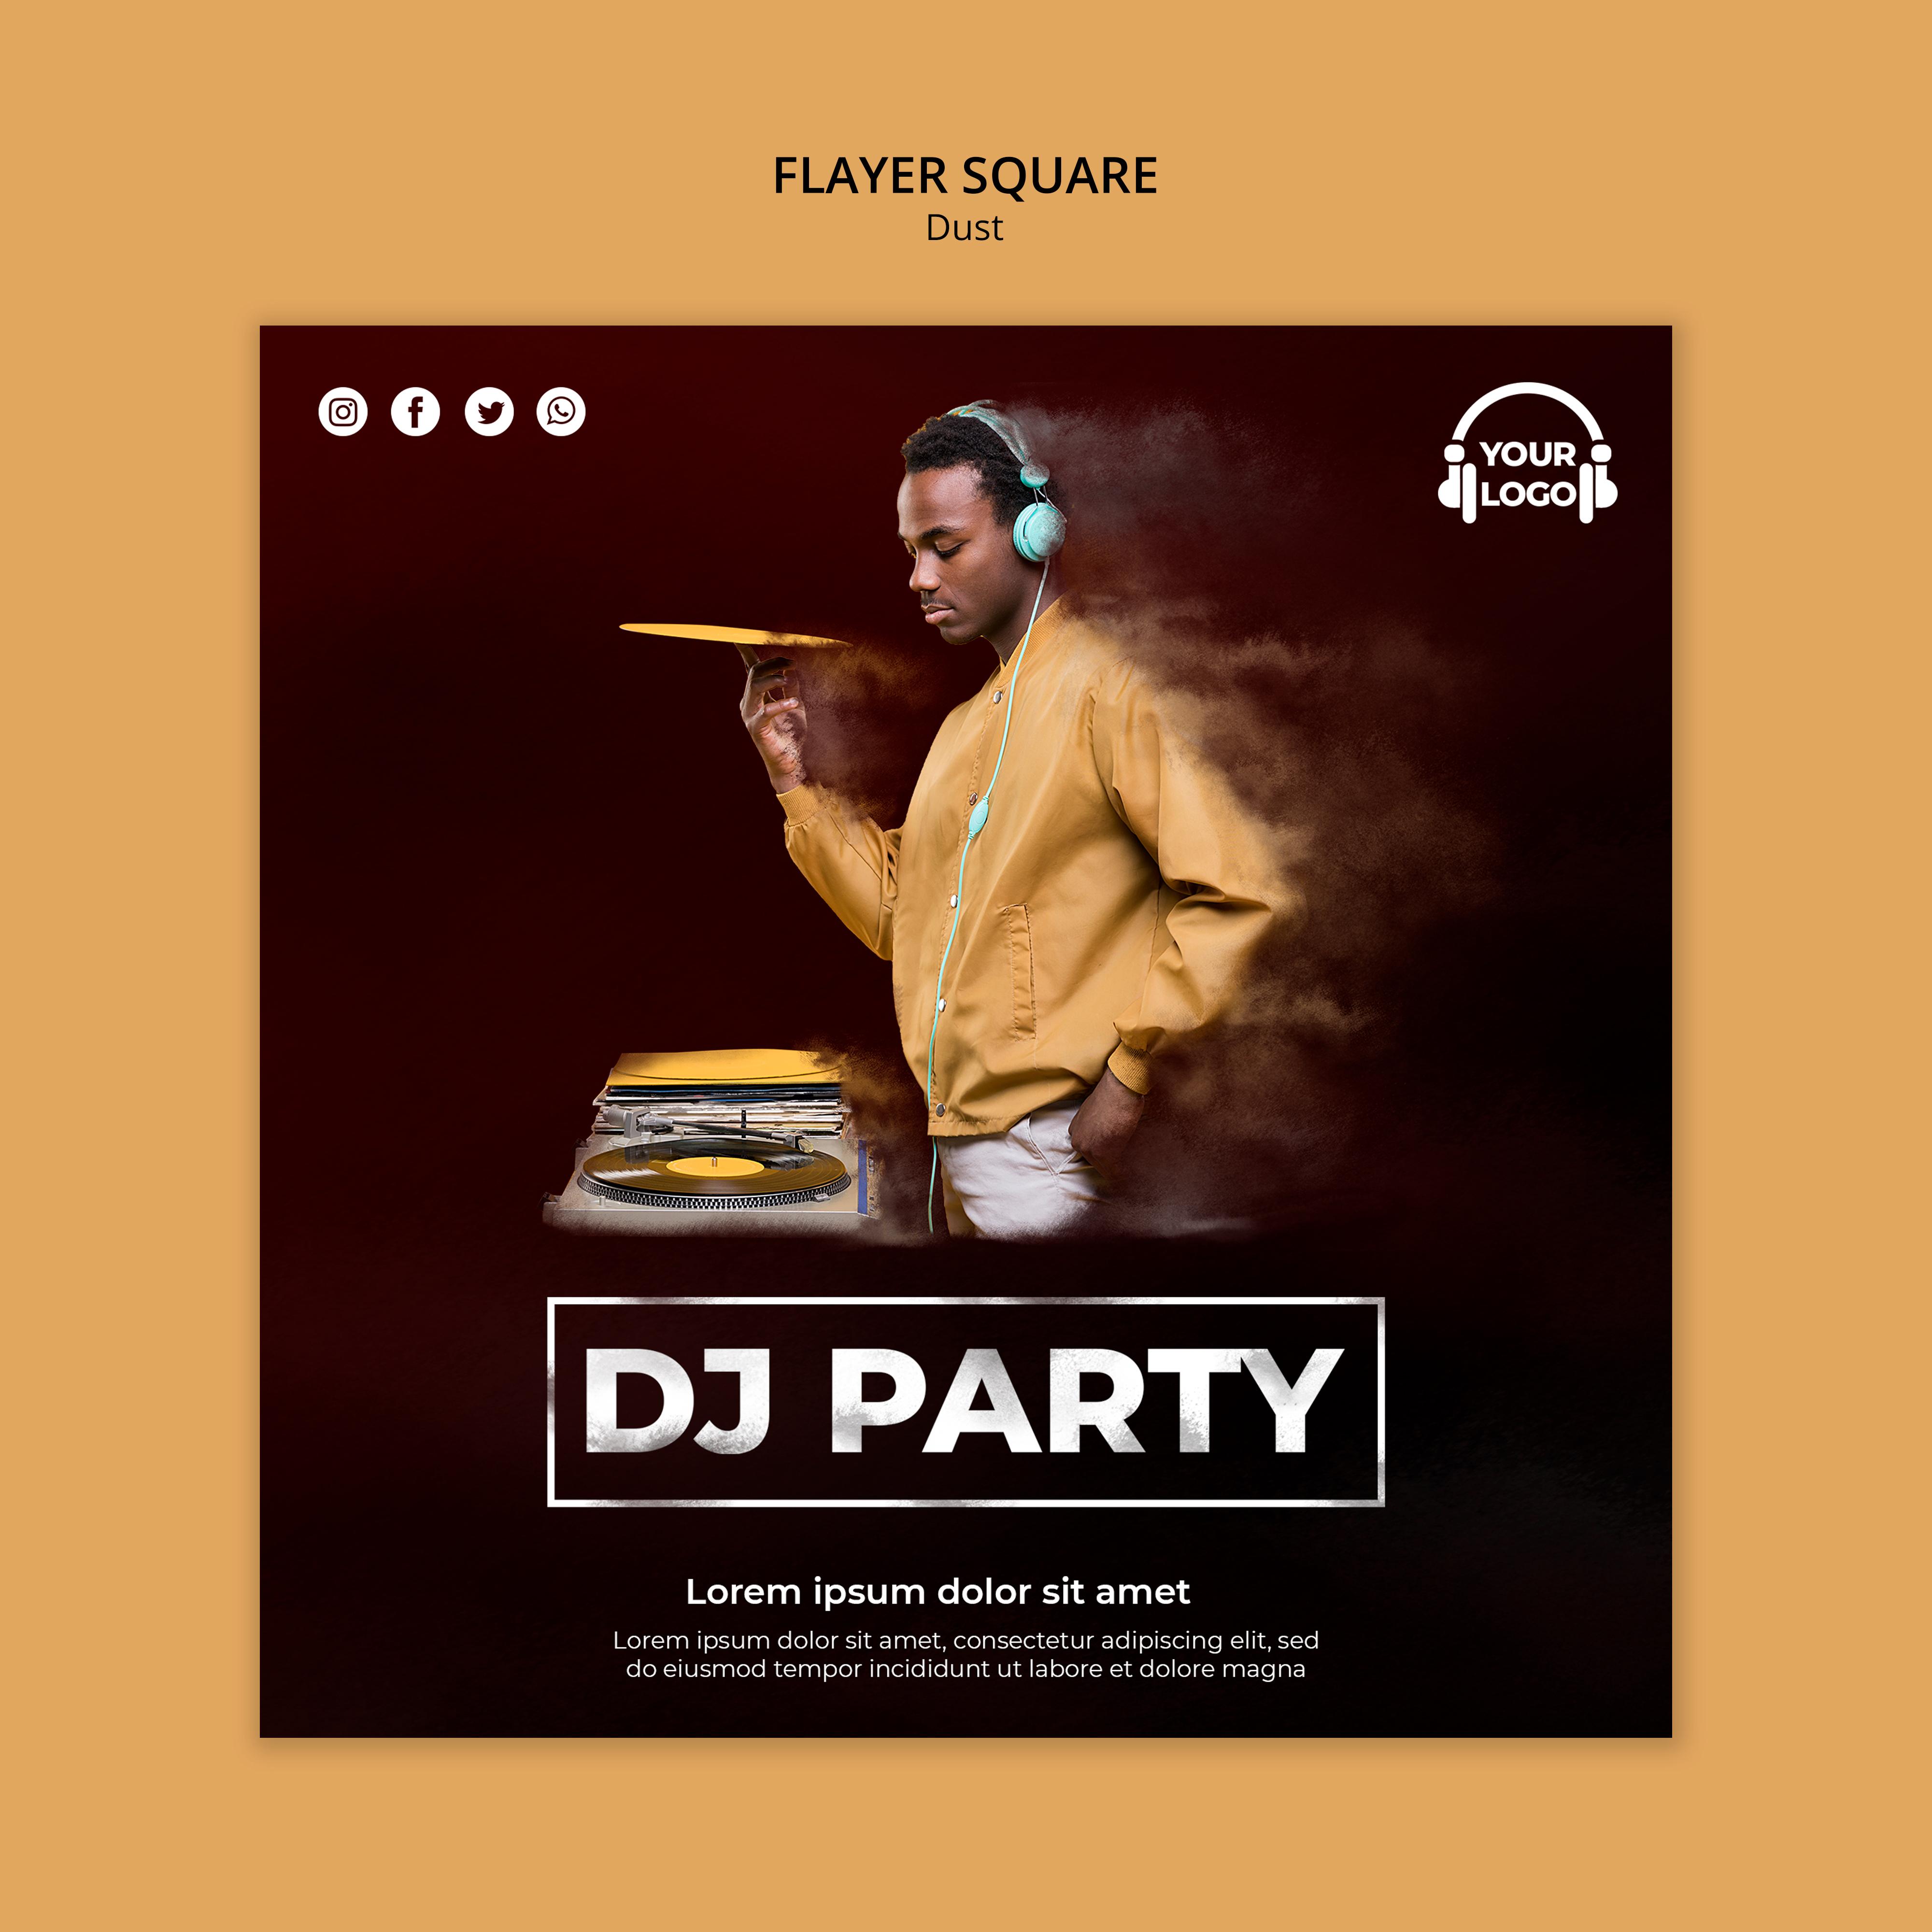 FLAYER SQUARE
Dust
YOUR
LOGO
DJ PARTY
Lorem ipsum dolor sit amet
Lorem ipsum dolor sit amet, consectetur adipiscing elit, sed
do eiusmod tempor incididunt ut labore et dolore magna